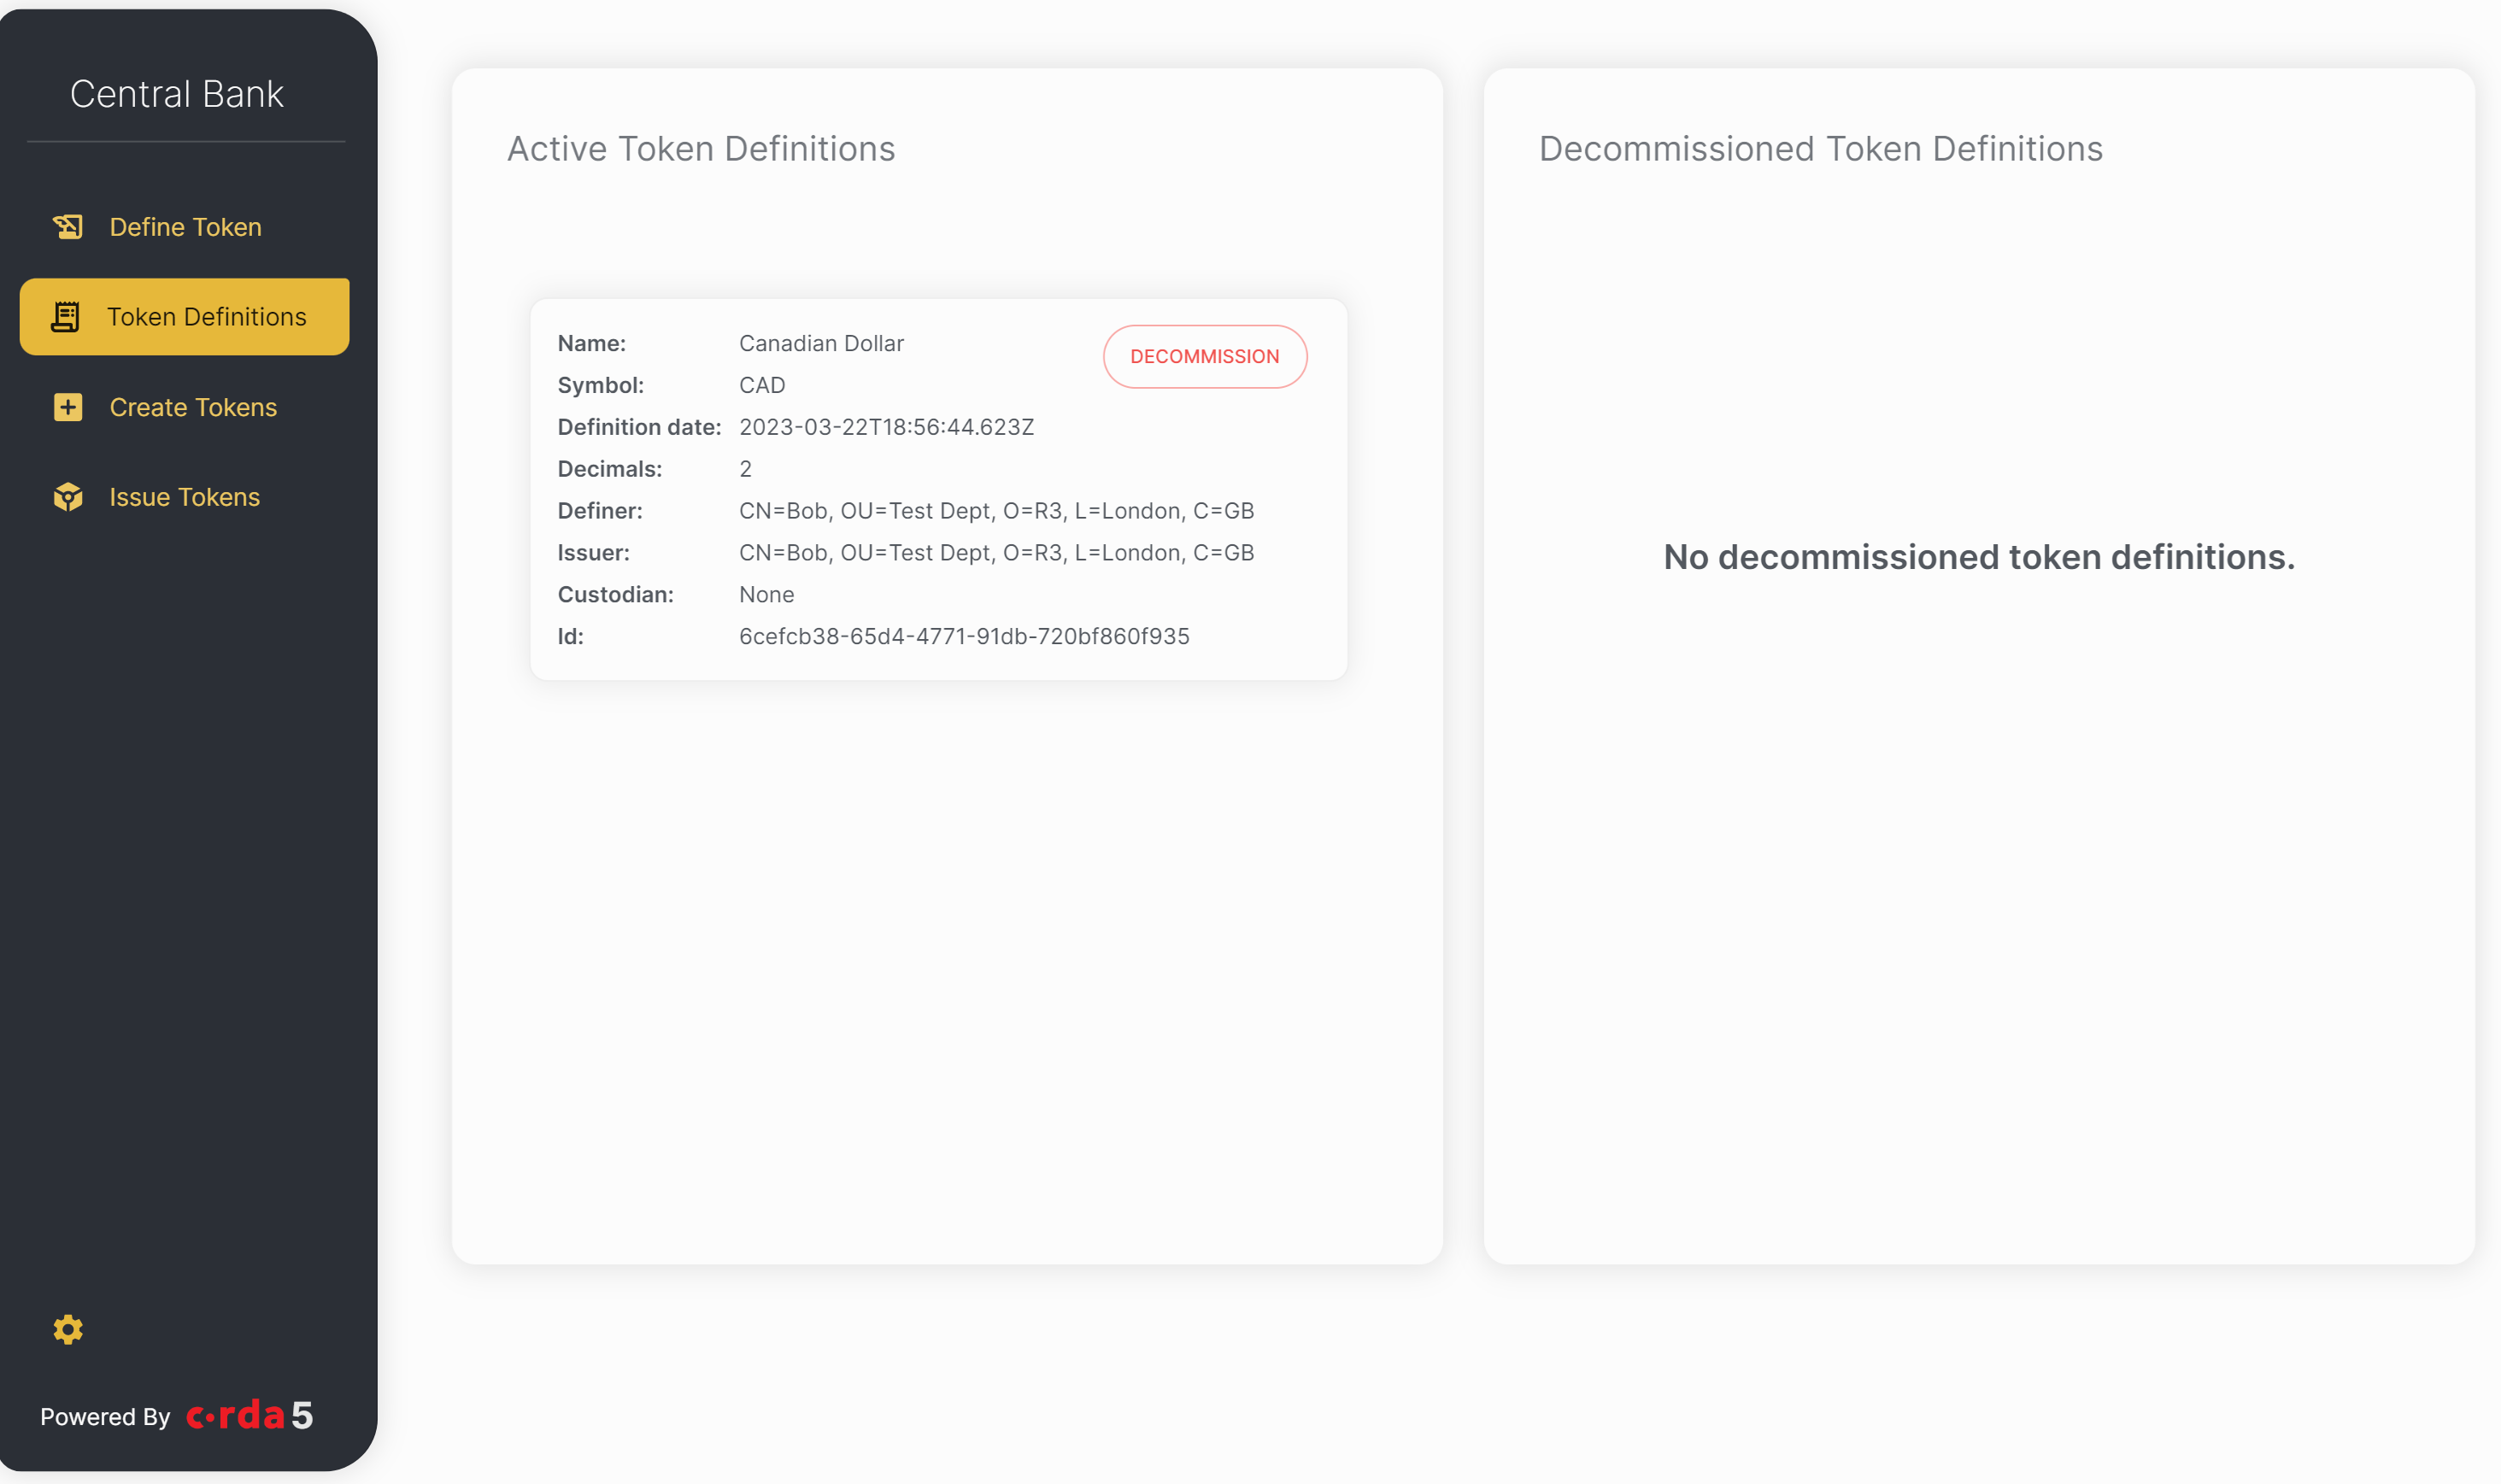 Central Bank
Define Token
Token Definitions
Create Tokens
Issue Tokens
Powered By corda 5
Active Token Definitions
Name: Canadian Dollar
DECOMMISSION
Symbol: CAD
Definition date: 2023-03-22T18:56:44.623Z
Decimals: 2
Definer: CN=Bob, OU=Test Dept, O=R3, L=London, C=GB
Issuer: CN=Bob, OU=Test Dept, O=R3, L=London, C=GB
Custodian: None
Id: 6cefcb38-65d4-4771-91db-720bf860f935
Decommissioned Token Definitions
No decommissioned token definitions.